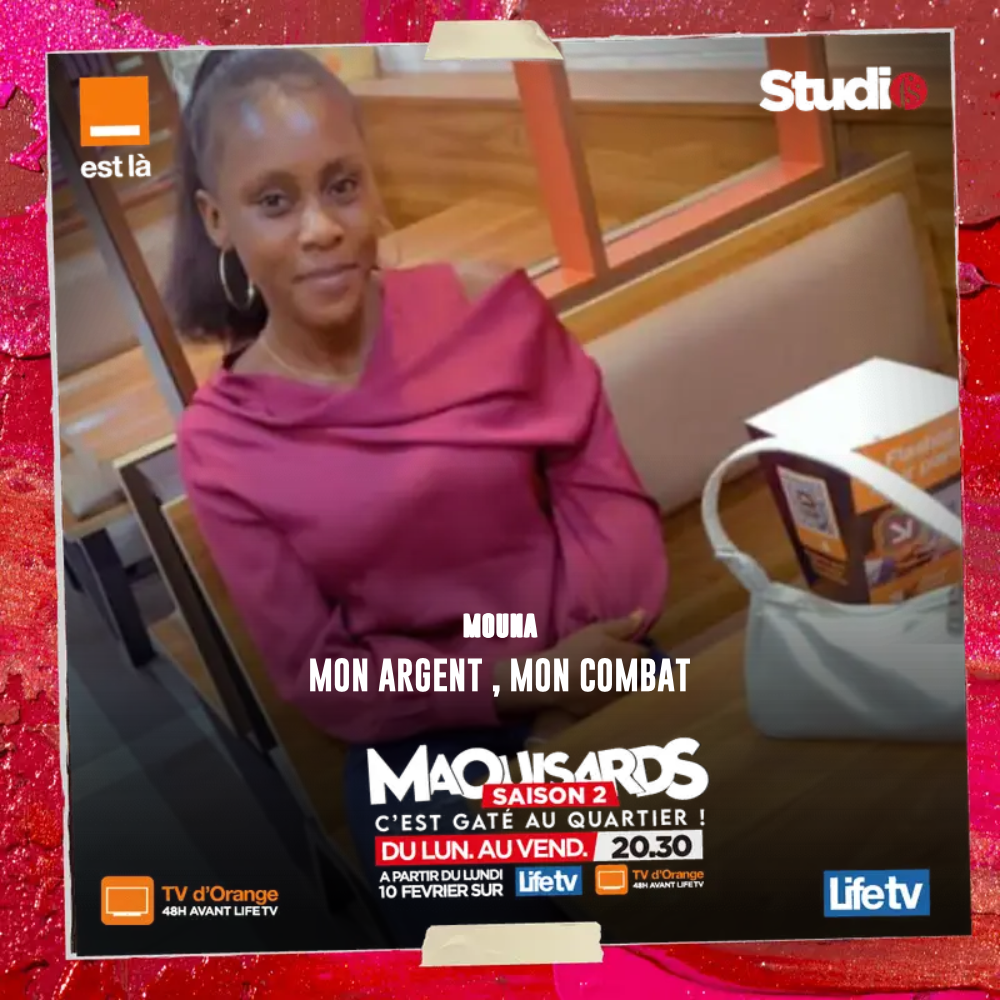 est là
Studi
MOUNA
MON ARGENT , MON COMBAT
MAQUISARDS
SAISON 2
C'EST GATÉ AU QUARTIER !
DU LUN. AU VEND. 20.30
A PARTIR DU LUNDI
10 FEVRIER SUR
Lifetv
TV d'Orange
48H AVANT LIFETV
TV d'Orange
48H AVANT LIFETV
Lifetv